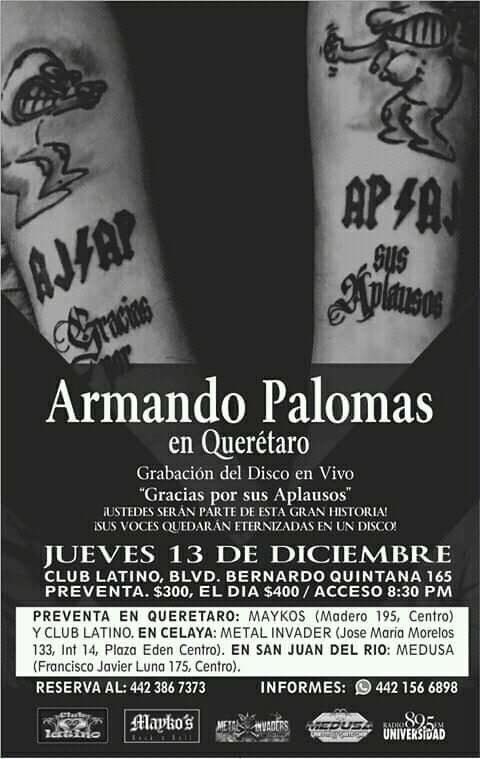 AJ AP
Gracias
AP AJ
sus
Aplausos
Armando Palomas
en Querétaro
Grabación del Disco en Vivo
“Gracias por sus Aplausos”
¡USTEDES SERÁN PARTE DE ESTA GRAN HISTORIA!
¡SUS VOCES QUEDARÁN ETERNIZADAS EN UN DISCO!
JUEVES 13 DE DICIEMBRE
CLUB LATINO, BLVD. BERNARDO QUINTANA 165
PREVENTA. $300, EL DIA $400 / ACCESO 8:30 PM
PREVENTA EN QUERETARO: MAYKOS (Madero 195, Centro)
Y CLUB LATINO. EN CELAYA: METAL INVADER (Jose María Morelos
133, Int 14, Plaza Eden Centro). EN SAN JUAN DEL RIO: MEDUSA
(Francisco Javier Luna 175, Centro).
RESERVA AL: 442 386 7373
INFORMES: 442 156 6898
Club
latino
Mayko's
Rock n Roll
METAL INVADERS
MEDUSA
RADIO 89.5 FM
UNIVERSIDAD